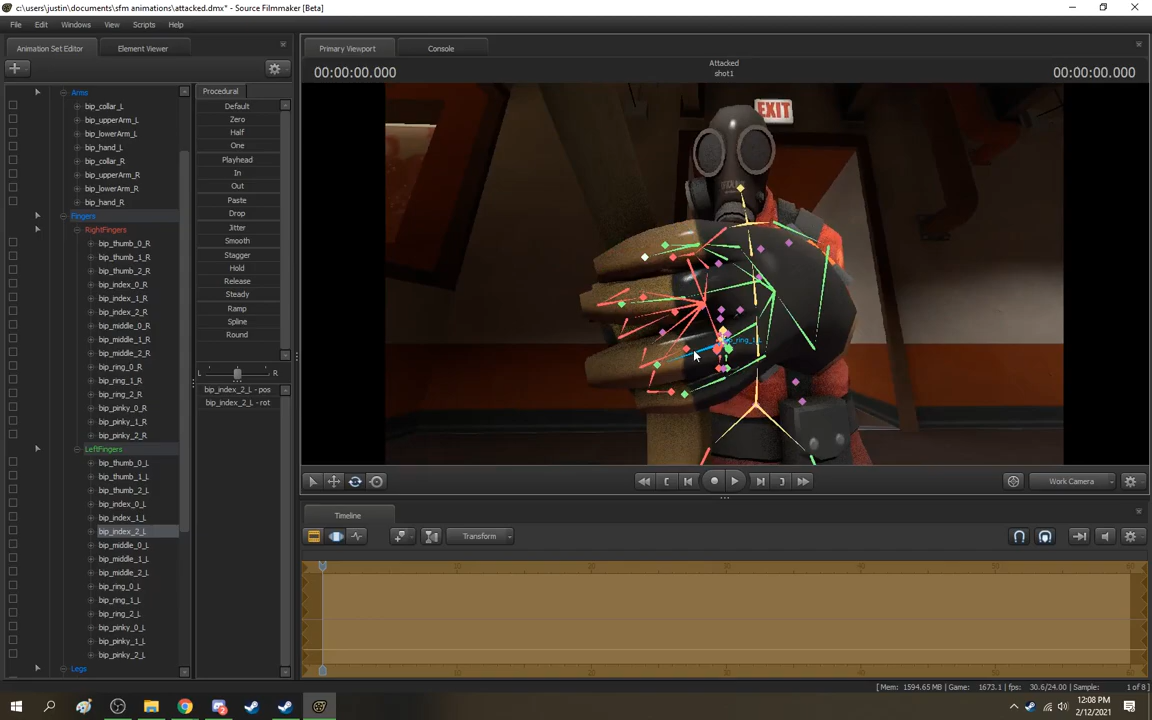 c:\users\justin\documents\sfm animations\attacked.dmx* - Source Filmmaker [Beta]
File Edit Windows View Scripts Help
Animation Set Editor Element Viewer
Primary Viewport Console
00:00:00.000
Attacked
shot1
00:00:00.000
Arms
bip_collar_L
bip_upperArm_L
bip_lowerArm_L
bip_hand_L
bip_collar_R
bip_upperArm_R
bip_lowerArm_R
bip_hand_R
Fingers
RightFingers
bip_thumb_0_R
bip_thumb_1_R
bip_thumb_2_R
bip_index_0_R
bip_index_1_R
bip_index_2_R
bip_middle_0_R
bip_middle_1_R
bip_middle_2_R
bip_ring_0_R
bip_ring_1_R
bip_ring_2_R
bip_pinky_0_R
bip_pinky_1_R
bip_pinky_2_R
LeftFingers
bip_thumb_0_L
bip_thumb_1_L
bip_thumb_2_L
bip_index_0_L
bip_index_1_L
bip_index_2_L
bip_middle_0_L
bip_middle_1_L
bip_middle_2_L
bip_ring_0_L
bip_ring_1_L
bip_ring_2_L
bip_pinky_0_L
bip_pinky_1_L
bip_pinky_2_L
Legs
Procedural
Default
Zero
Half
One
Playhead
In
Out
Paste
Drop
Jitter
Smooth
Stagger
Hold
Release
Steady
Ramp
Spline
Round
L R
bip_index_2_L - pos
bip_index_2_L - rot
EXIT
bip_ring_1_L
Work Camera
Timeline
Transform
[ Mem: 1594.65 MB | Game: 1673.1 | fps: 30.6/24.00 | Sample: 1 of 8 ]
12:08 PM
2/12/2021